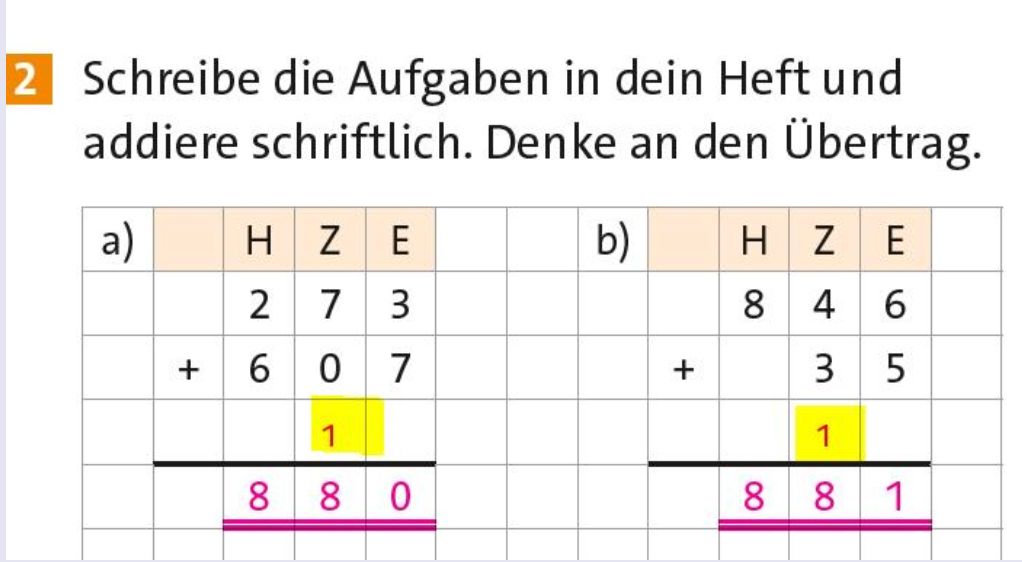 2 Schreibe die Aufgaben in dein Heft und
addiere schriftlich. Denke an den Übertrag.
a) H Z E b) H Z E
2 7 3 8 4 6
+ 6 0 7 + 3 5
1 1
8 8 0 8 8 1